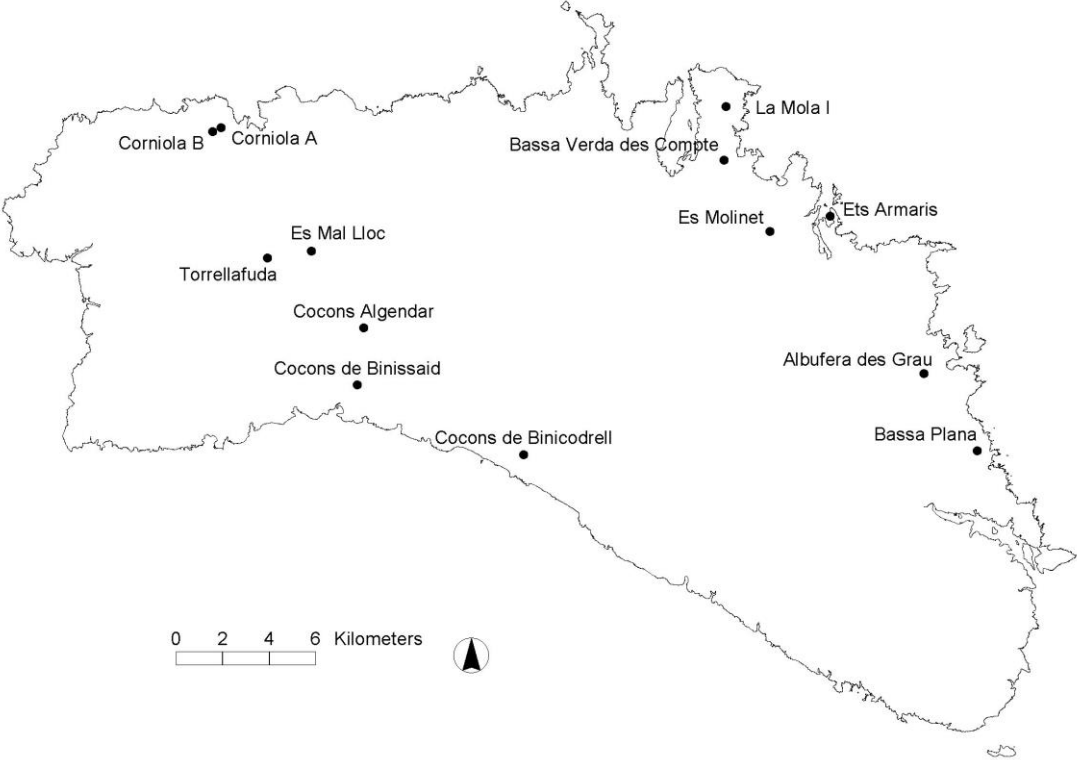 La Mola I
Corniola B
Corniola A
Bassa Verda des Compte
Ets Armaris
Es Molinet
Es Mal Lloc
Torrellafuda
Cocons Algendar
Albufera des Grau
Cocons de Binissaid
Bassa Plana
Cocons de Binicodrell
0 2 4 6 Kilometers